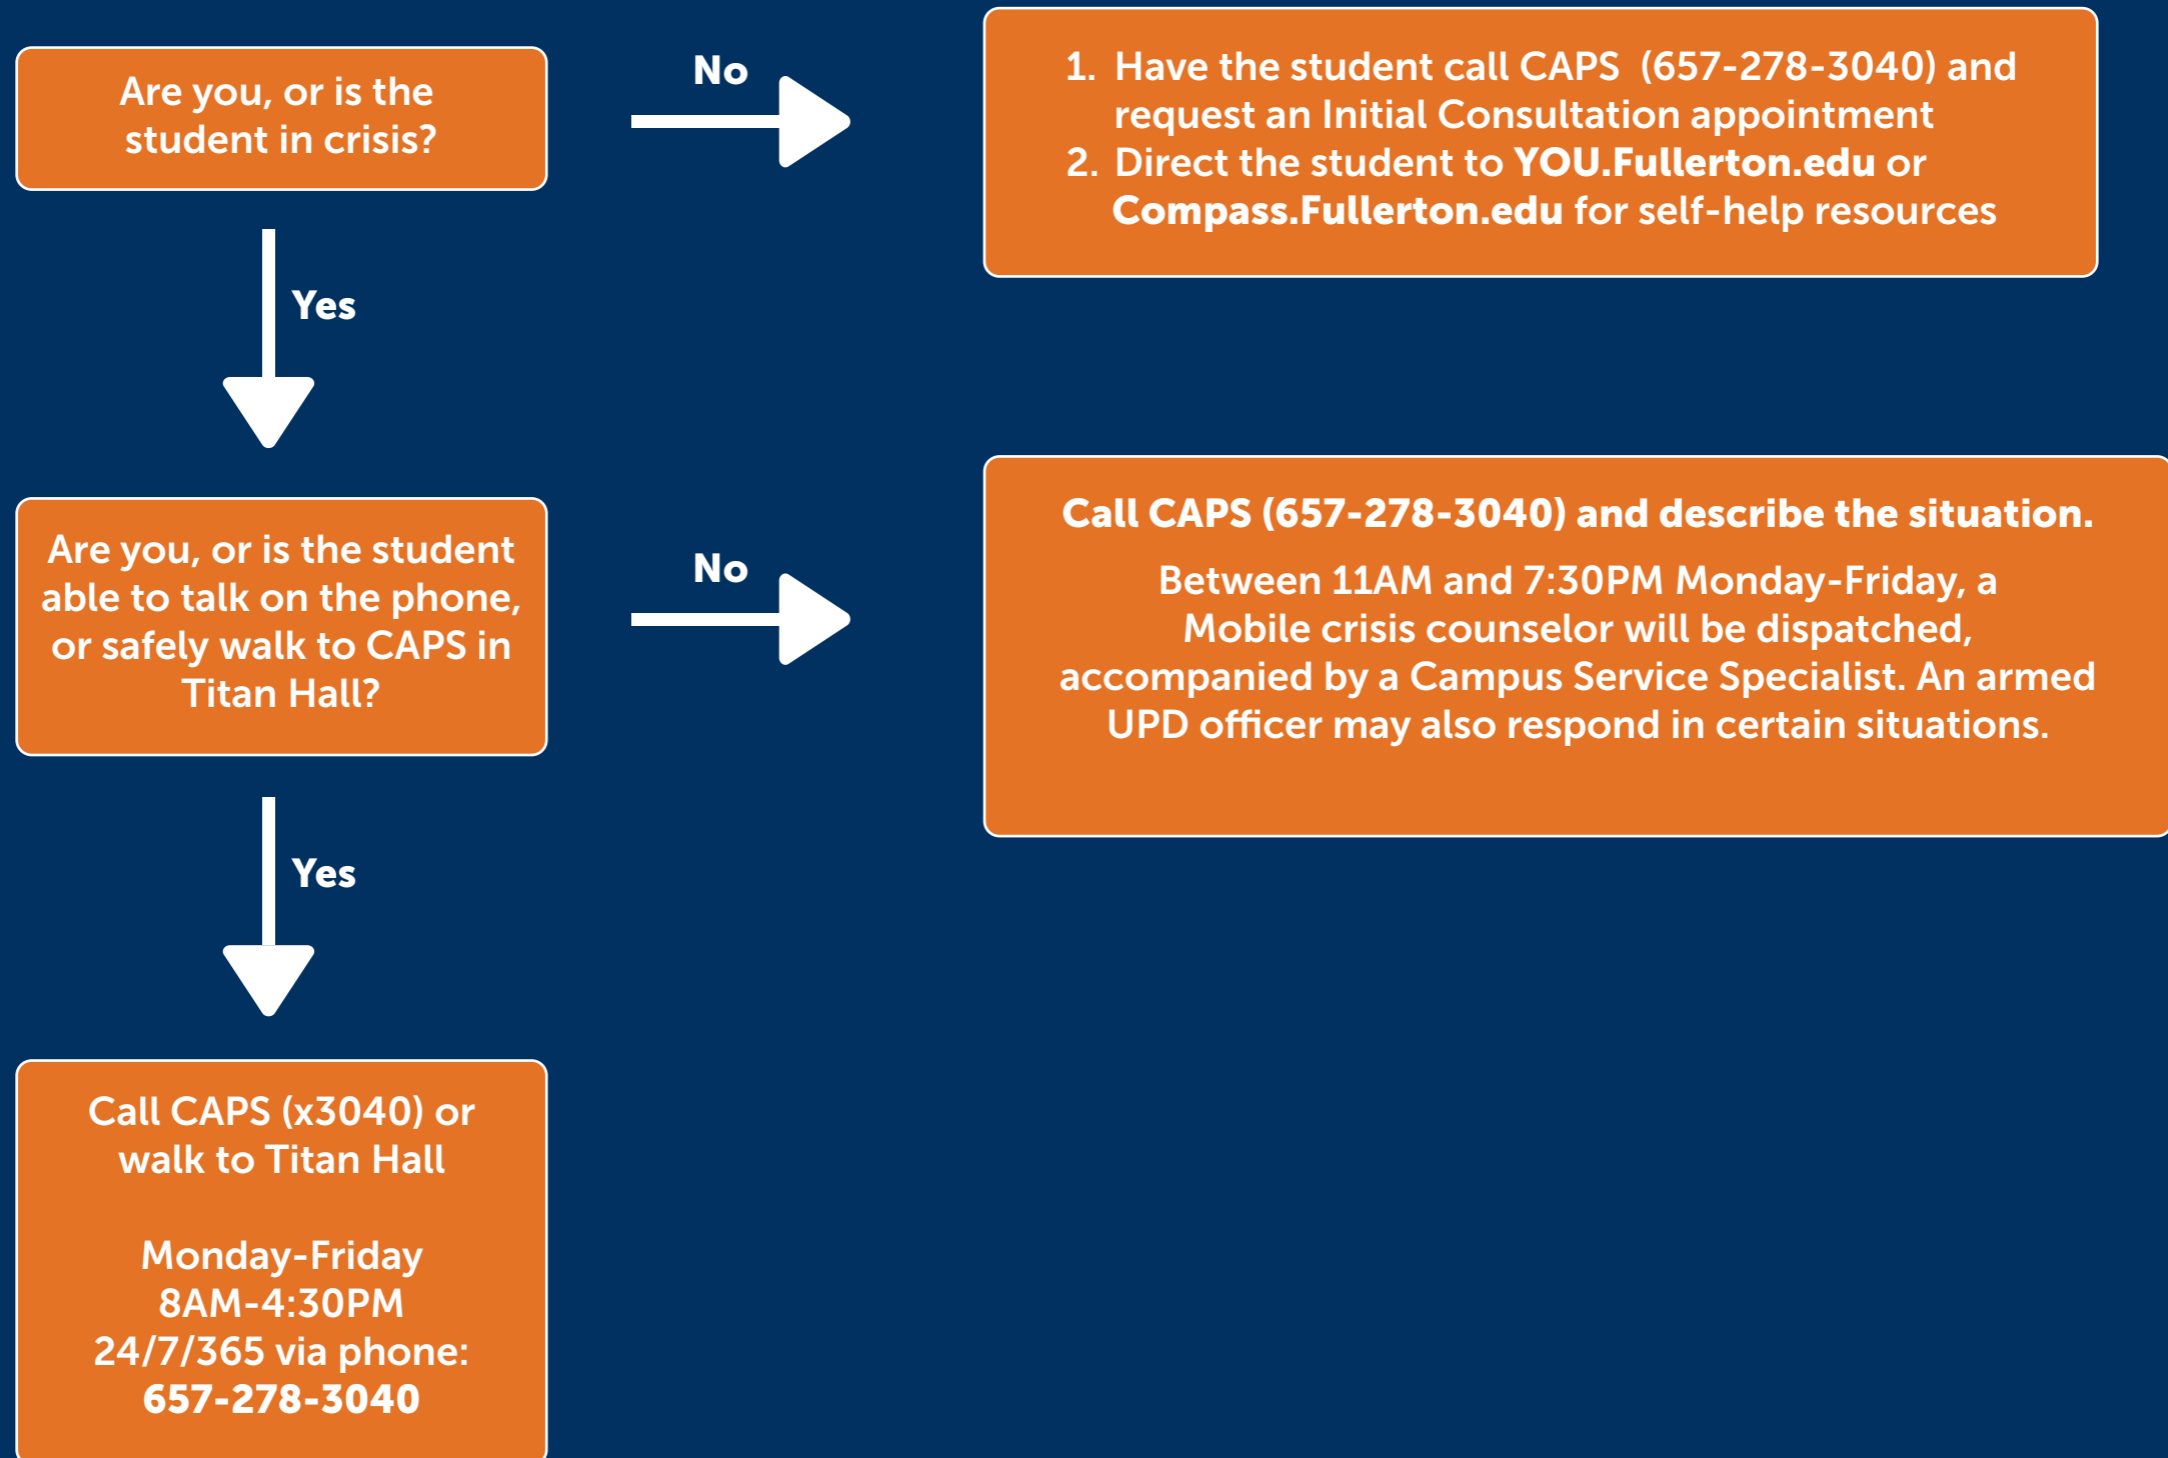 Are you, or is the
student in crisis?
No
1. Have the student call CAPS (657-278-3040) and
request an Initial Consultation appointment
2. Direct the student to YOU.Fullerton.edu or
Compass.Fullerton.edu for self-help resources
Yes
Are you, or is the student
able to talk on the phone,
or safely walk to CAPS in
Titan Hall?
No
Call CAPS (657-278-3040) and describe the situation.
Between 11AM and 7:30PM Monday-Friday, a
Mobile crisis counselor will be dispatched,
accompanied by a Campus Service Specialist. An armed
UPD officer may also respond in certain situations.
Yes
Call CAPS (x3040) or
walk to Titan Hall
Monday-Friday
8AM-4:30PM
24/7/365 via phone:
657-278-3040